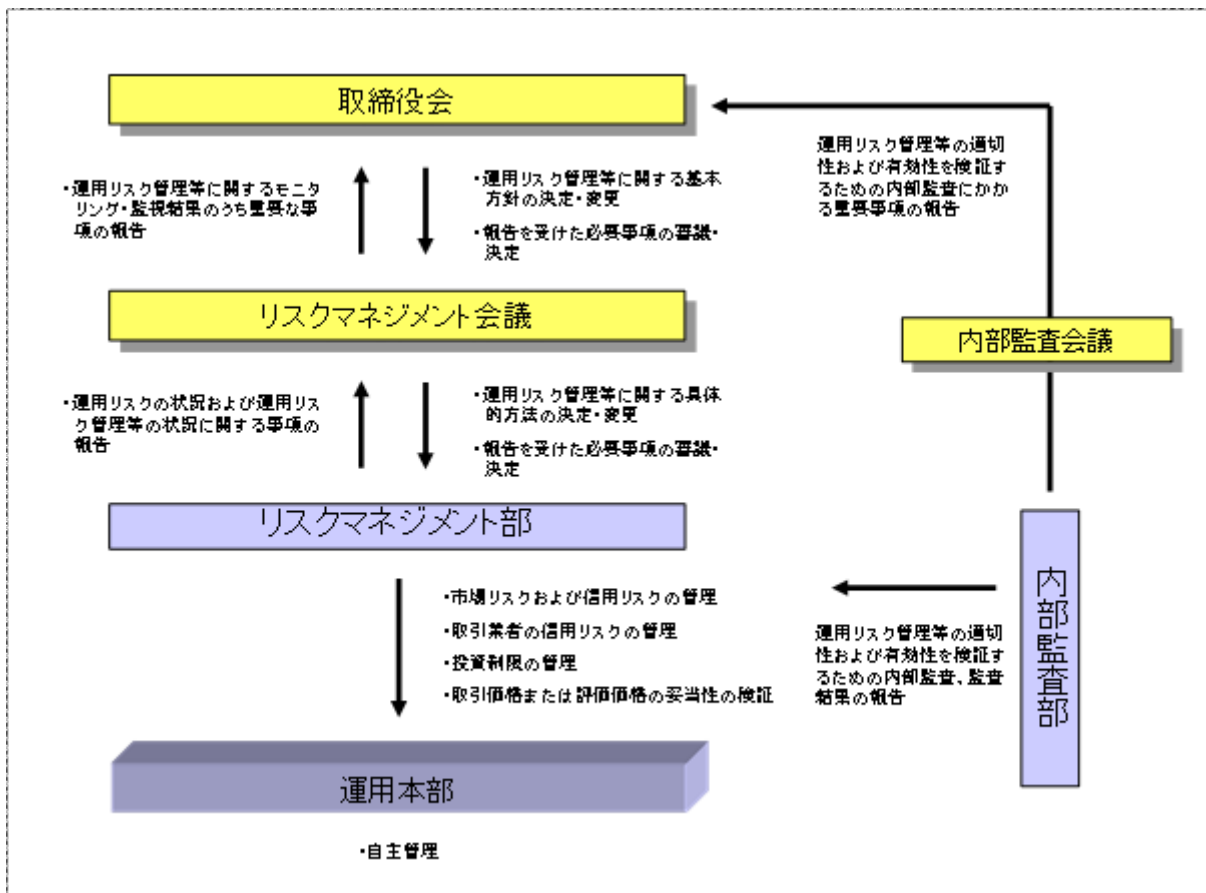 取締役会
・運用リスク管理等に関するモニ
タリング・監視結果のうち重要な事
項の報告
・運用リスク管理等に関する基本
方針の決定・変更
・報告を受けた必要事項の審議・
決定
運用リスク管理等の適切
性および有効性を検証す
るための内部監査にかか
る重要事項の報告
リスクマネジメント会議
内部監査会議
・運用リスクの状況および運用リス
ク管理等の状況に関する事項の
報告
・運用リスク管理等に関する具体
的方法の決定・変更
・報告を受けた必要事項の審議・
決定
リスクマネジメント部
・市場リスクおよび信用リスクの管理
・取引業者の信用リスクの管理
・投資制限の管理
・取引価格または評価価格の妥当性の検証
運用リスク管理等の適切
性および有効性を検証す
るための内部監査、監査
結果の報告
内部監査部
運用本部
・自主管理